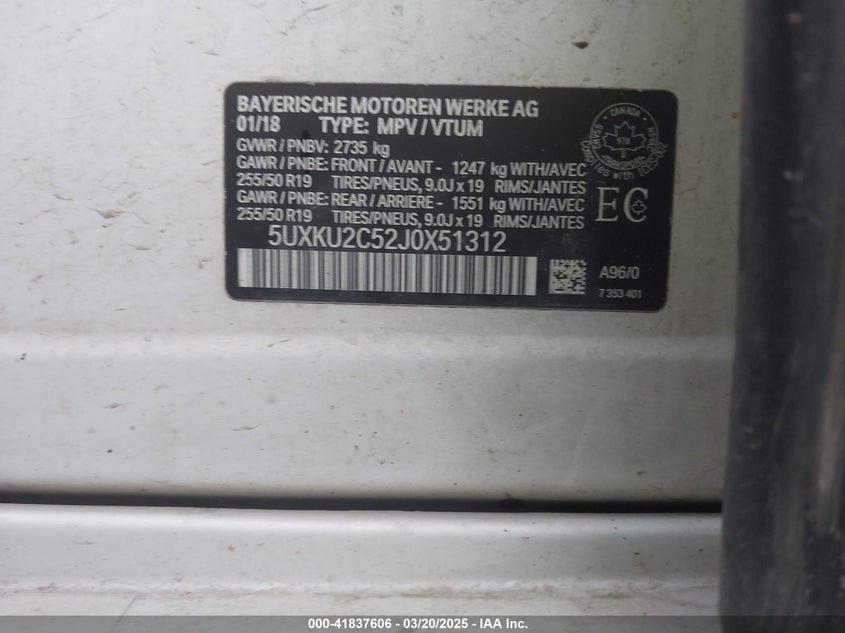 BAYERISCHE MOTOREN WERKE AG
01/18 TYPE: MPV / VTUM
GVWR / PNBV: 2735 kg
GAWR / PNBE: FRONT / AVANT - 1247 kg WITH/AVEC
255/50 R19 TIRES/PNEUS, 9.0J x 19 RIMS/JANTES
GAWR / PNBE: REAR / ARRIERE - 1551 kg WITH/AVEC
255/50 R19 TIRES/PNEUS, 9.0J x 19 RIMS/JANTES
5UXKU2C52J0X51312
CANADA
978
EC
A96/0
7 353 401
000-41837606 - 03/20/2025 - IAA Inc.